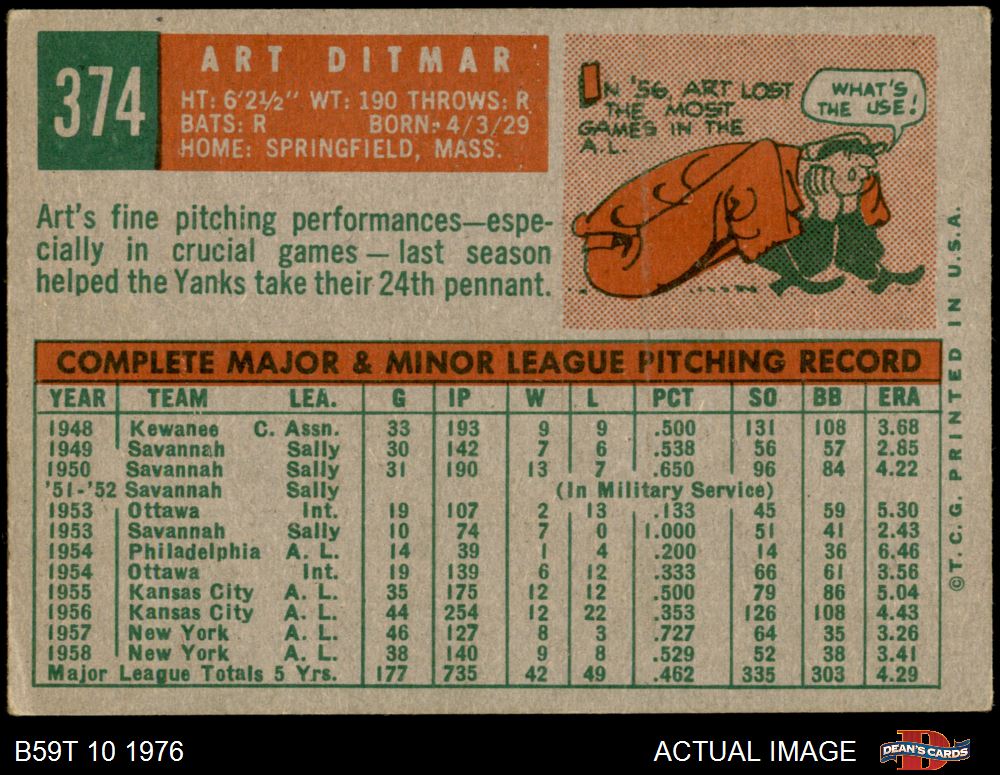 374
ART DITMAR
HT: 6'2½" WT: 190 THROWS: R
BATS: R BORN: 4/3/29
HOME: SPRINGFIELD, MASS.
IN '56, ART LOST
THE MOST
GAMES IN THE
A.L.
WHAT'S
THE USE!
Art's fine pitching performances—espe-
cially in crucial games — last season
helped the Yanks take their 24th pennant.
COMPLETE MAJOR & MINOR LEAGUE PITCHING RECORD
YEAR TEAM LEA. G IP W L PCT SO BB ERA
1948 Kewanee C. Assn. 33 193 9 9 .500 131 108 3.68
1949 Savannah Sally 30 142 7 6 .538 56 57 2.85
1950 Savannah Sally 31 190 13 7 .650 96 84 4.22
'51-'52 Savannah Sally (In Military Service)
1953 Ottawa Int. 19 107 2 13 .133 45 59 5.30
1953 Savannah Sally 10 74 7 0 1.000 51 41 2.43
1954 Philadelphia A. L. 14 39 1 4 .200 14 36 6.46
1954 Ottawa Int. 19 139 6 12 .333 66 61 3.56
1955 Kansas City A. L. 35 175 12 12 .500 79 86 5.04
1956 Kansas City A. L. 44 254 12 22 .353 126 108 4.43
1957 New York A. L. 46 127 8 3 .727 64 35 3.26
1958 New York A. L. 38 140 9 8 .529 52 38 3.41
Major League Totals 5 Yrs. 177 735 42 49 .462 335 303 4.29
©T.C.G. PRINTED IN U.S.A.
B59T 10 1976
ACTUAL IMAGE
D
DEAN'S CARDS